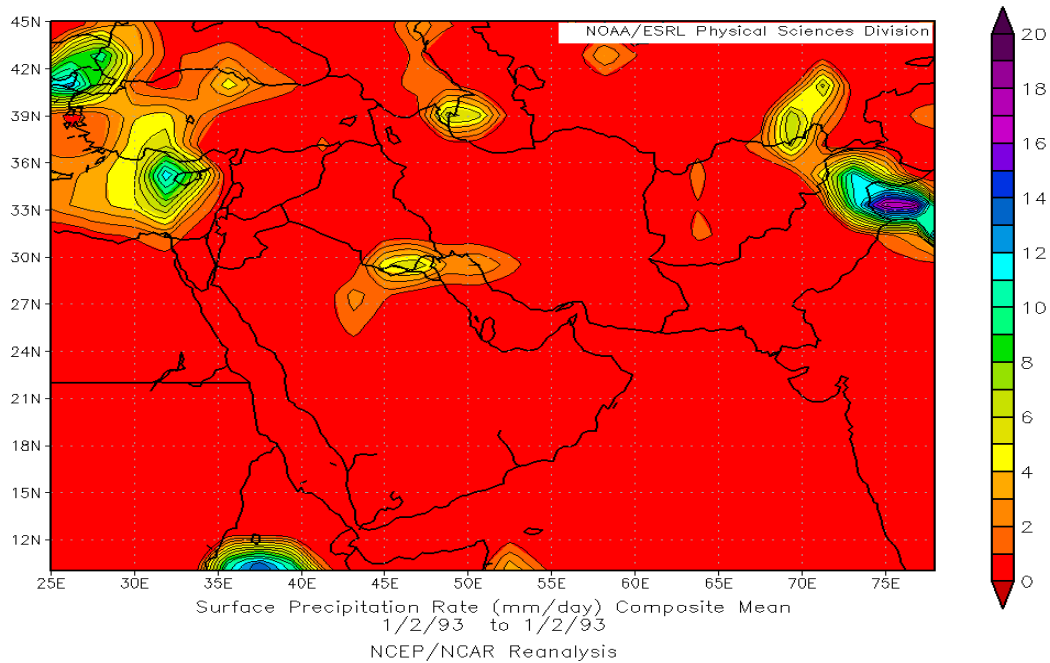 NOAA/ESRL Physical Sciences Division
45N
42N
39N
36N
33N
30N
27N
24N
21N
18N
15N
12N
25E 30E 35E 40E 45E 50E 55E 60E 65E 70E 75E
20
18
16
14
12
10
8
6
4
2
0
Surface Precipitation Rate (mm/day) Composite Mean
1/2/93 to 1/2/93
NCEP/NCAR Reanalysis